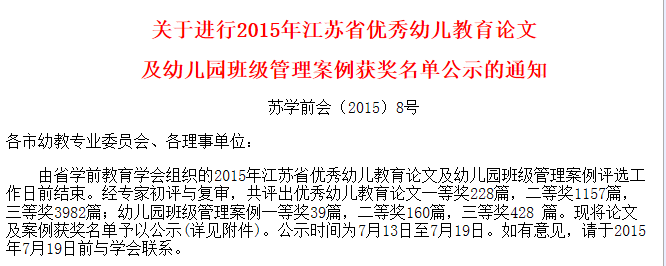 关于进行2015年江苏省优秀幼儿教育论文
及幼儿园班级管理案例获奖名单公示的通知
苏学前会（2015）8号
各市幼教专业委员会、各理事单位：
由省学前教育学会组织的2015年江苏省优秀幼儿教育论文及幼儿园班级管理案例评选工
作日前结束。经专家初评与复审，共评出优秀幼儿教育论文一等奖228篇，二等奖1157篇，
三等奖3982篇；幼儿园班级管理案例一等奖39篇，二等奖160篇，三等奖428 篇。现将论文
及案例获奖名单予以公示(详见附件)。公示时间为7月13日至7月19日。如有意见，请于2015
年7月19日前与学会联系。